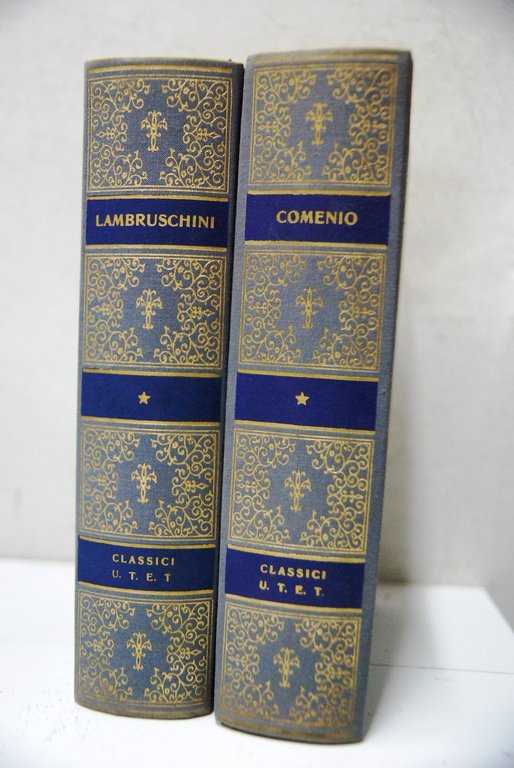 LAMBRUSCHINI
CLASSICI
U. T. E. T
COMENIO
CLASSICI
U. T. E. T.